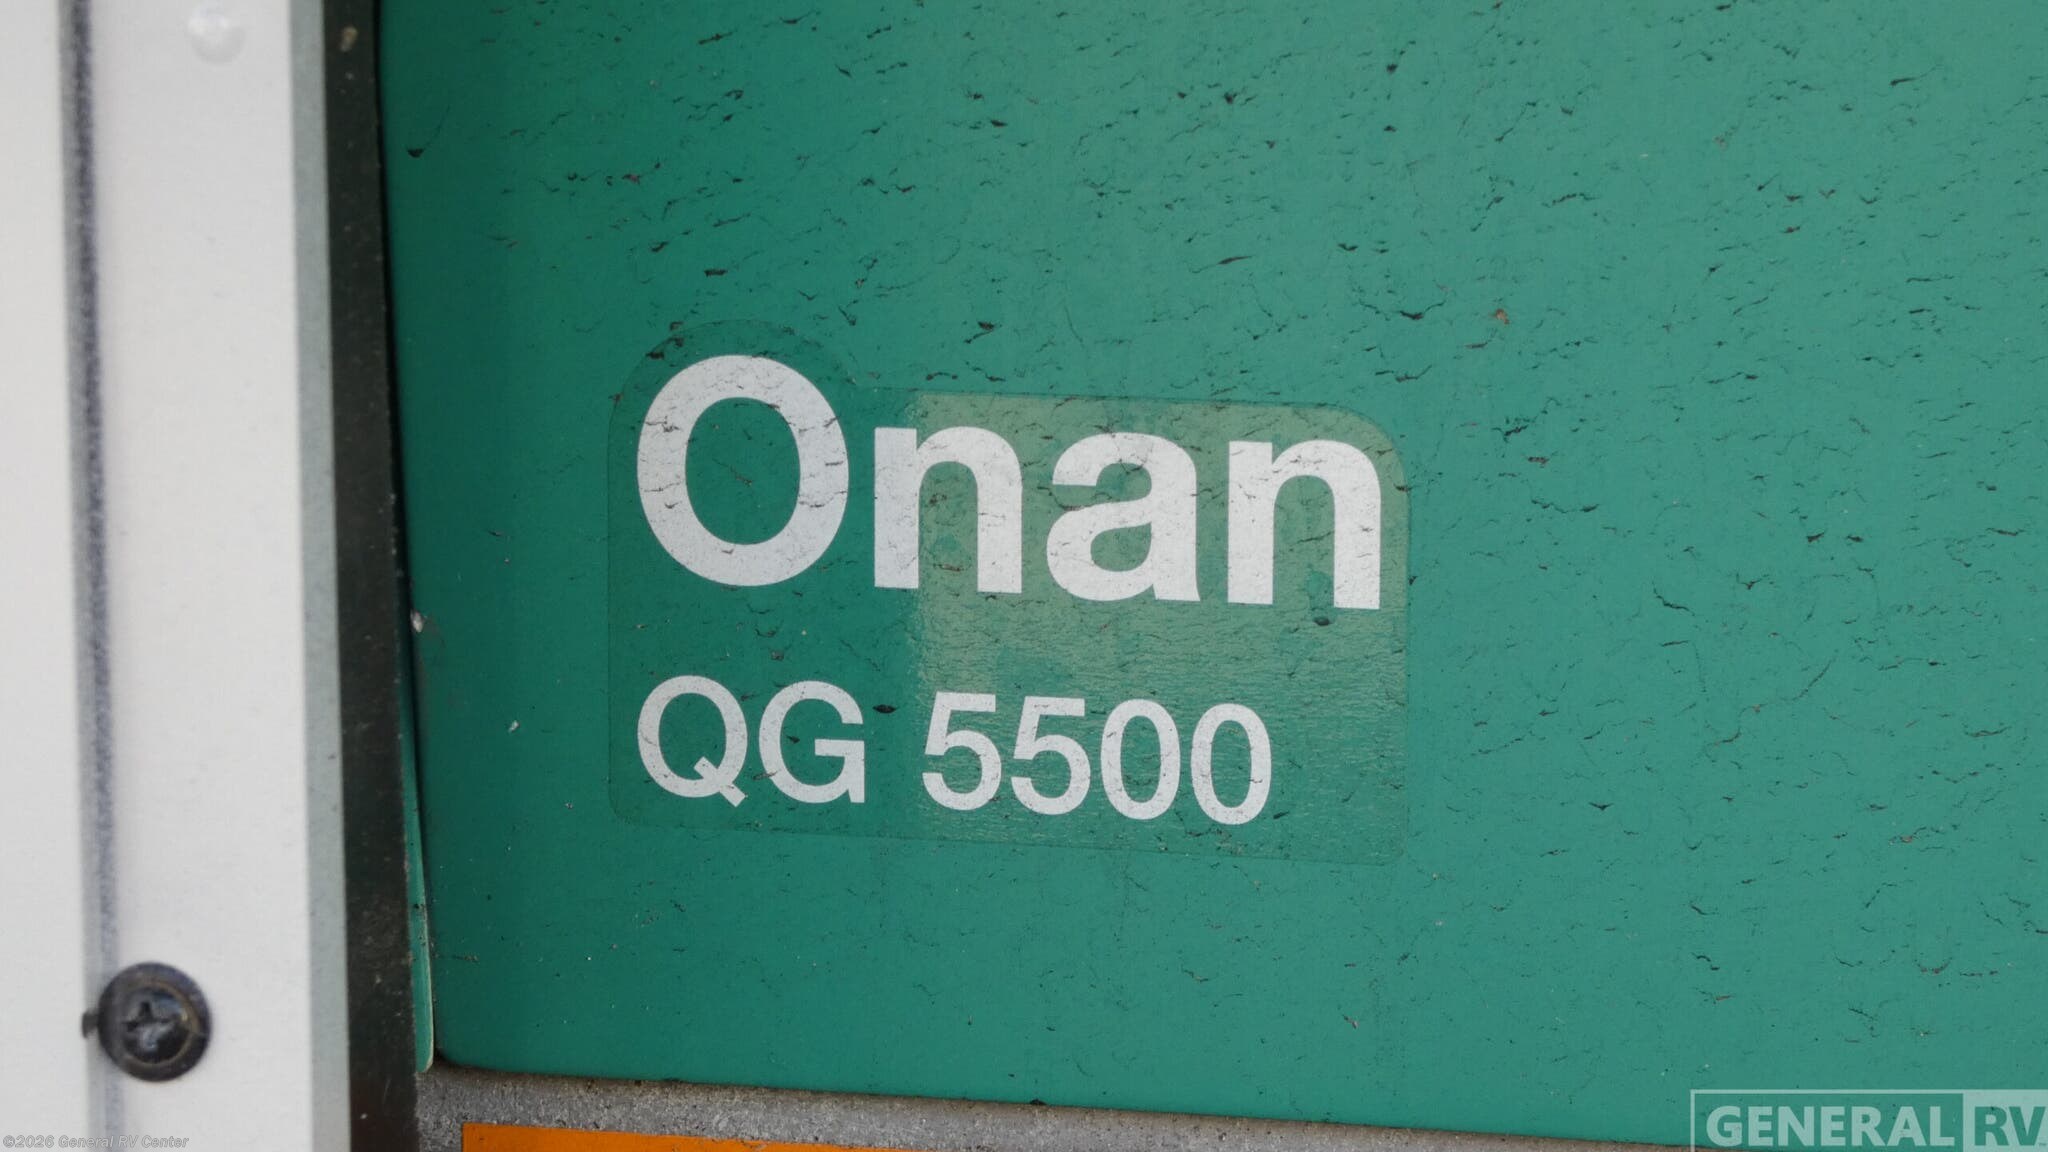 Onan
QG 5500
GENERAL RV
©2026 General RV Center